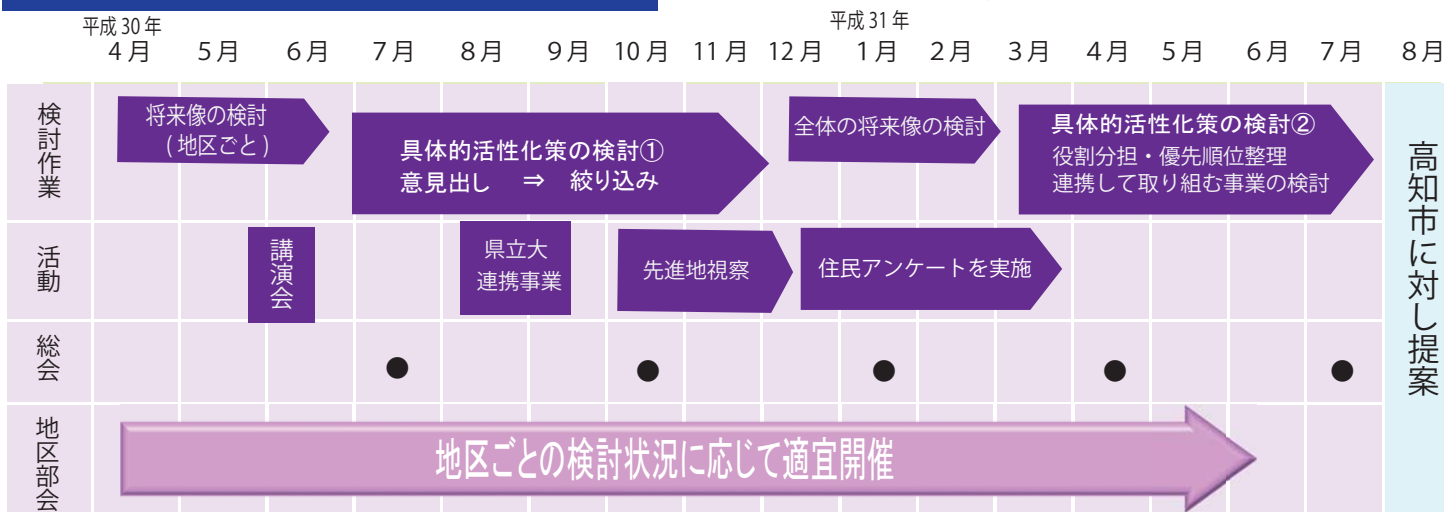 平成30年
平成31年
4月 5月 6月 7月 8月 9月 10月 11月 12月 1月 2月 3月 4月 5月 6月 7月 8月
検討作業
将来像の検討
(地区ごと)
具体的活性化策の検討①
意見出し ⇒ 絞り込み
全体の将来像の検討
具体的活性化策の検討②
役割分担・優先順位整理
連携して取り組む事業の検討
活動
講演会
県立大
連携事業
先進地視察
住民アンケートを実施
総会
地区部会
地区ごとの検討状況に応じて適宜開催
高知市に対し提案